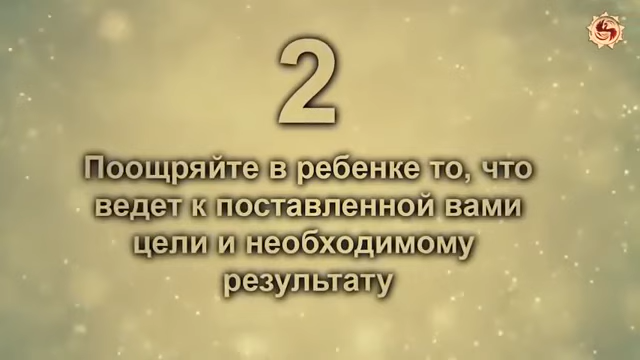 2
Поощряйте в ребенке то, что
ведет к поставленной вами
цели и необходимому
результату